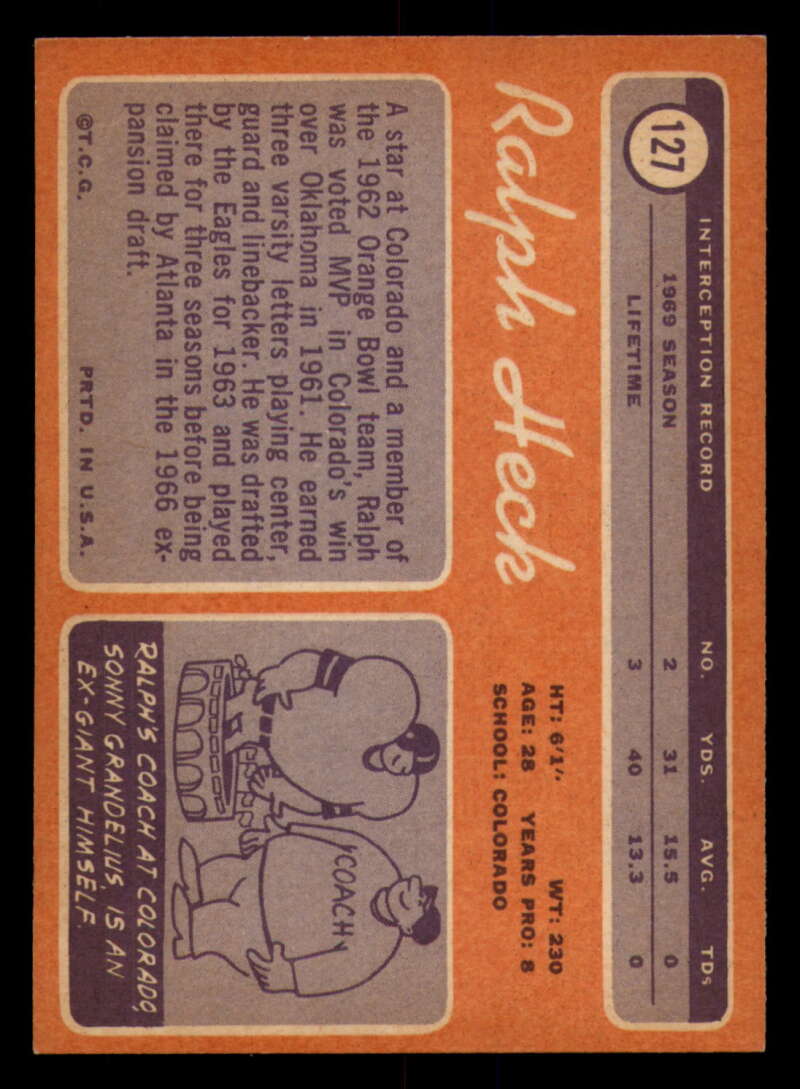 127
INTERCEPTION RECORD NO. YDS. AVG. TDs
1969 SEASON 2 31 15.5 0
LIFETIME 3 40 13.3 0
Ralph Heck
HT: 6'1" WT: 230
AGE: 28 YEARS PRO: 8
SCHOOL: COLORADO
A star at Colorado and a member of
the 1962 Orange Bowl team, Ralph
was voted MVP in Colorado's win
over Oklahoma in 1961. He earned
three varsity letters playing center,
guard and linebacker. He was drafted
by the Eagles for 1963 and played
there for three seasons before being
claimed by Atlanta in the 1966 ex-
pansion draft.
©T.C.G. PRTD. IN U.S.A.
COACH
RALPH'S COACH AT COLORADO,
SONNY GRANDELIUS, IS AN
EX-GIANT HIMSELF.